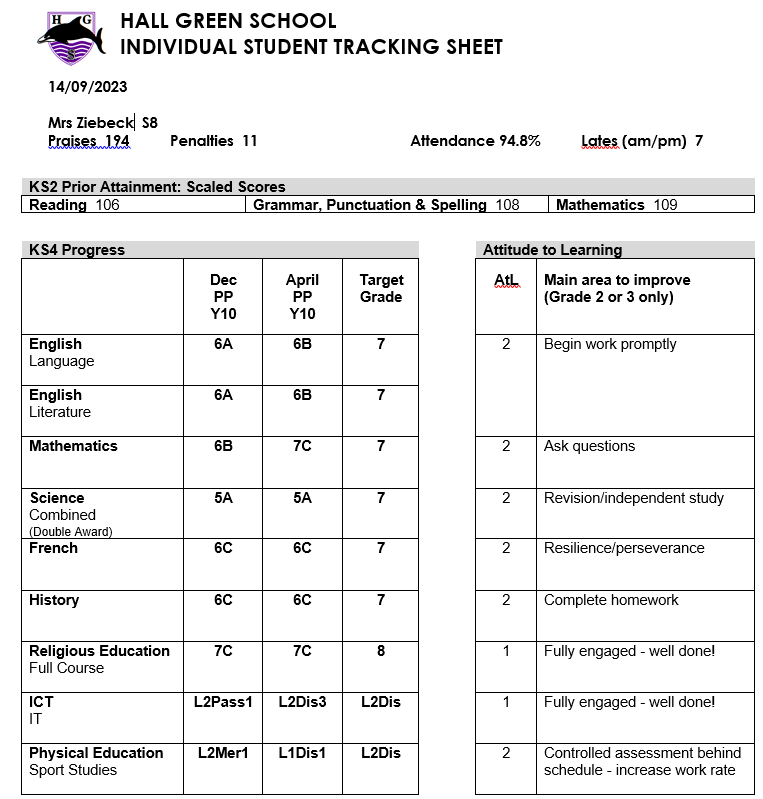 H G
S
HALL GREEN SCHOOL
INDIVIDUAL STUDENT TRACKING SHEET
14/09/2023
Mrs Ziebeck S8
Praises 194 Penalties 11 Attendance 94.8% Lates (am/pm) 7
KS2 Prior Attainment: Scaled Scores
Reading 106 Grammar, Punctuation & Spelling 108 Mathematics 109
KS4 Progress
Dec PP Y10 April PP Y10 Target Grade
English Language 6A 6B 7
English Literature 6A 6B 7
Mathematics 6B 7C 7
Science Combined (Double Award) 5A 5A 7
French 6C 6C 7
History 6C 6C 7
Religious Education Full Course 7C 7C 8
ICT IT L2Pass1 L2Dis3 L2Dis
Physical Education Sport Studies L2Mer1 L1Dis1 L2Dis
Attitude to Learning
AtL Main area to improve (Grade 2 or 3 only)
2 Begin work promptly
2 Ask questions
2 Revision/independent study
2 Resilience/perseverance
2 Complete homework
1 Fully engaged - well done!
1 Fully engaged - well done!
2 Controlled assessment behind schedule - increase work rate